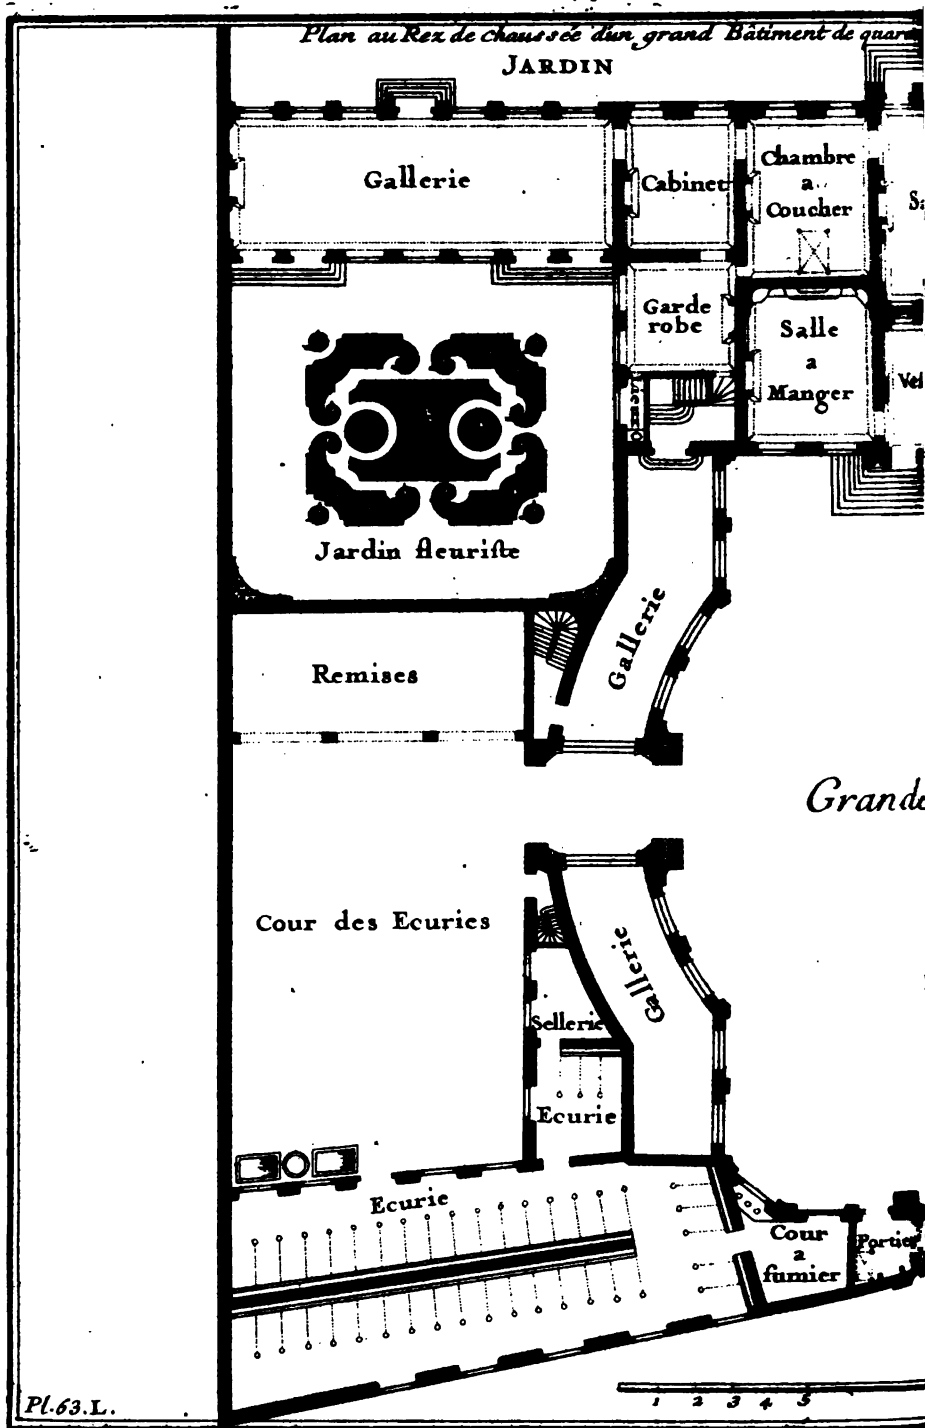 Plan au Rez de chaussée d'un grand Bâtiment de
JARDIN
Gallerie
Cabinet
Chambre
a
Coucher
Garde
robe
Salle
a
Manger
Jardin fleuriste
Gallerie
Remises
Grande
Cour des Ecuries
Gallerie
Sellerie
Ecurie
Ecurie
Cour
a
fumier
Portier
Pl.63.L.
1 2 3 4 5